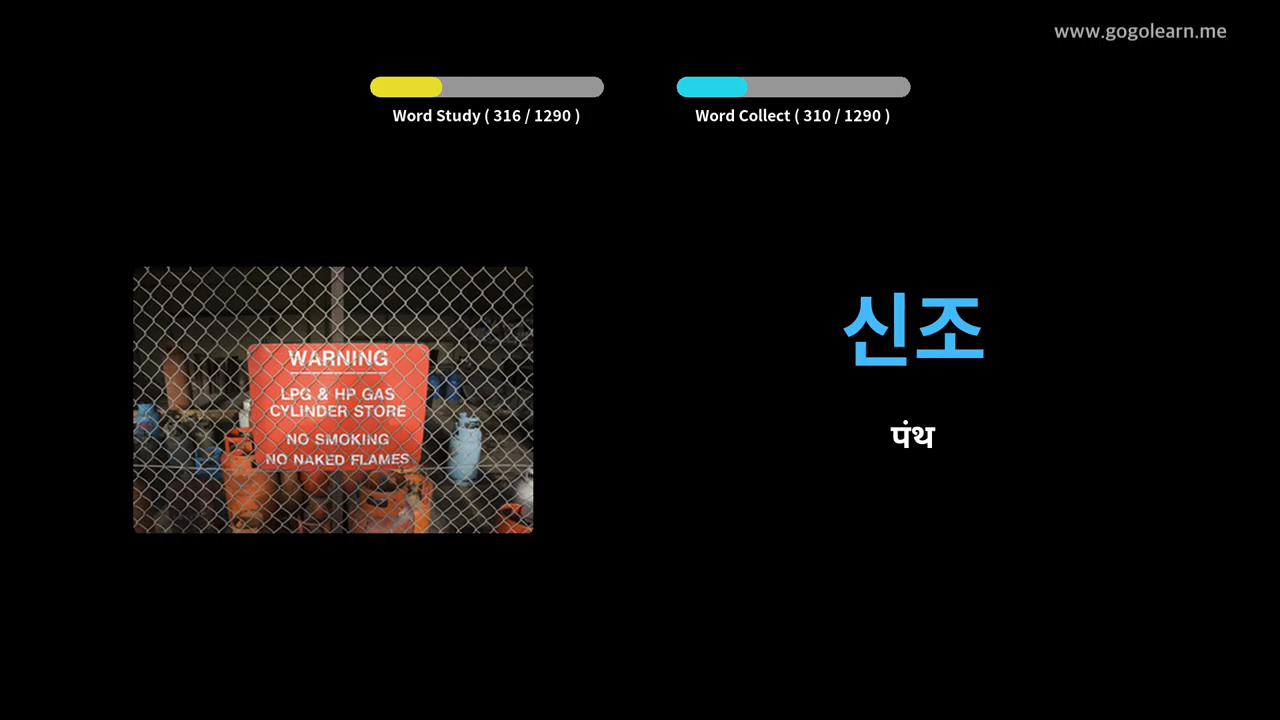 www.gogolearn.me
Word Study ( 316 / 1290 )
Word Collect ( 310 / 1290 )
WARNING
LPG & HP GAS
CYLINDER STORE
NO SMOKING
NO NAKED FLAMES
신조
पंथ